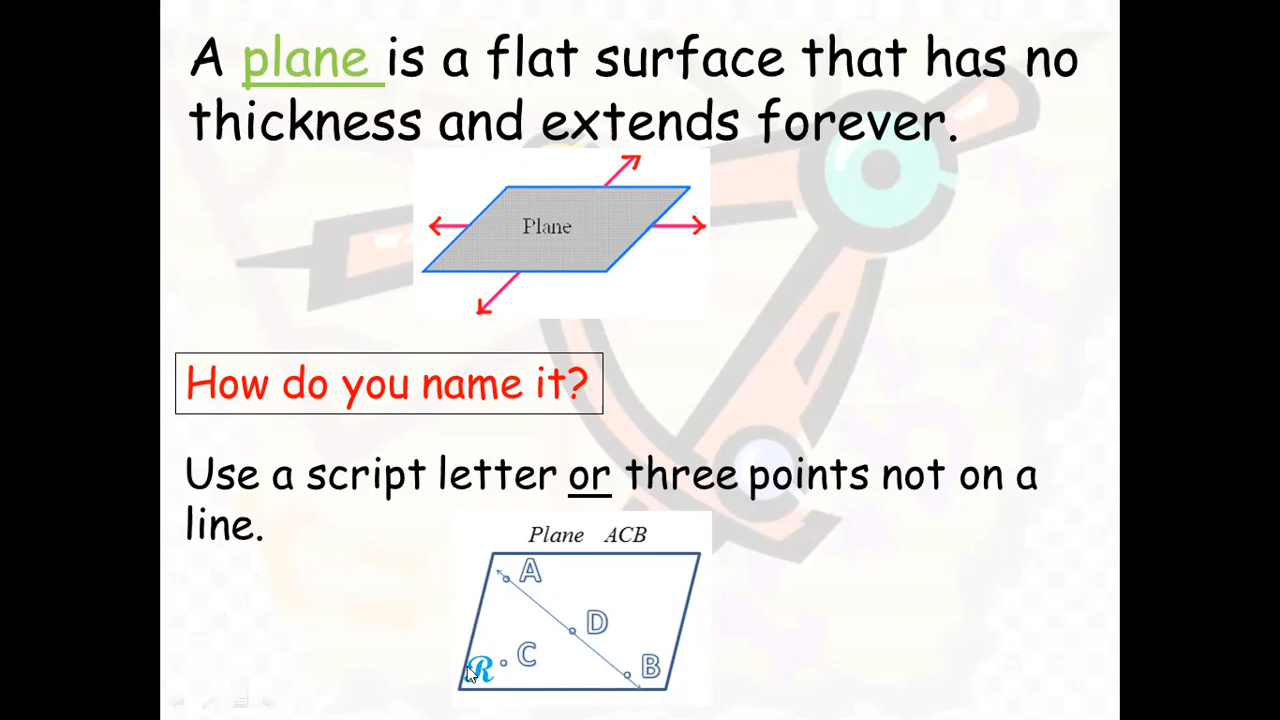 A plane is a flat surface that has no
thickness and extends forever.
Plane
How do you name it?
Use a script letter or three points not on a
line.
Plane ACB
A
D
C
B
ℛ